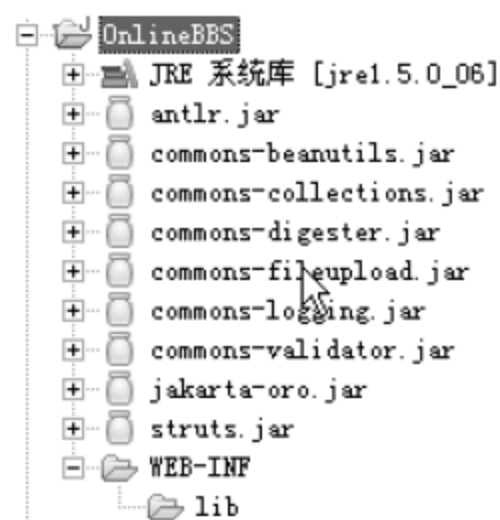 OnlineBBS
JRE 系统库 [jre1.5.0_06]
antlr.jar
commons-beanutils.jar
commons-collections.jar
commons-digester.jar
commons-fileupload.jar
commons-logging.jar
commons-validator.jar
jakarta-oro.jar
struts.jar
WEB-INF
lib